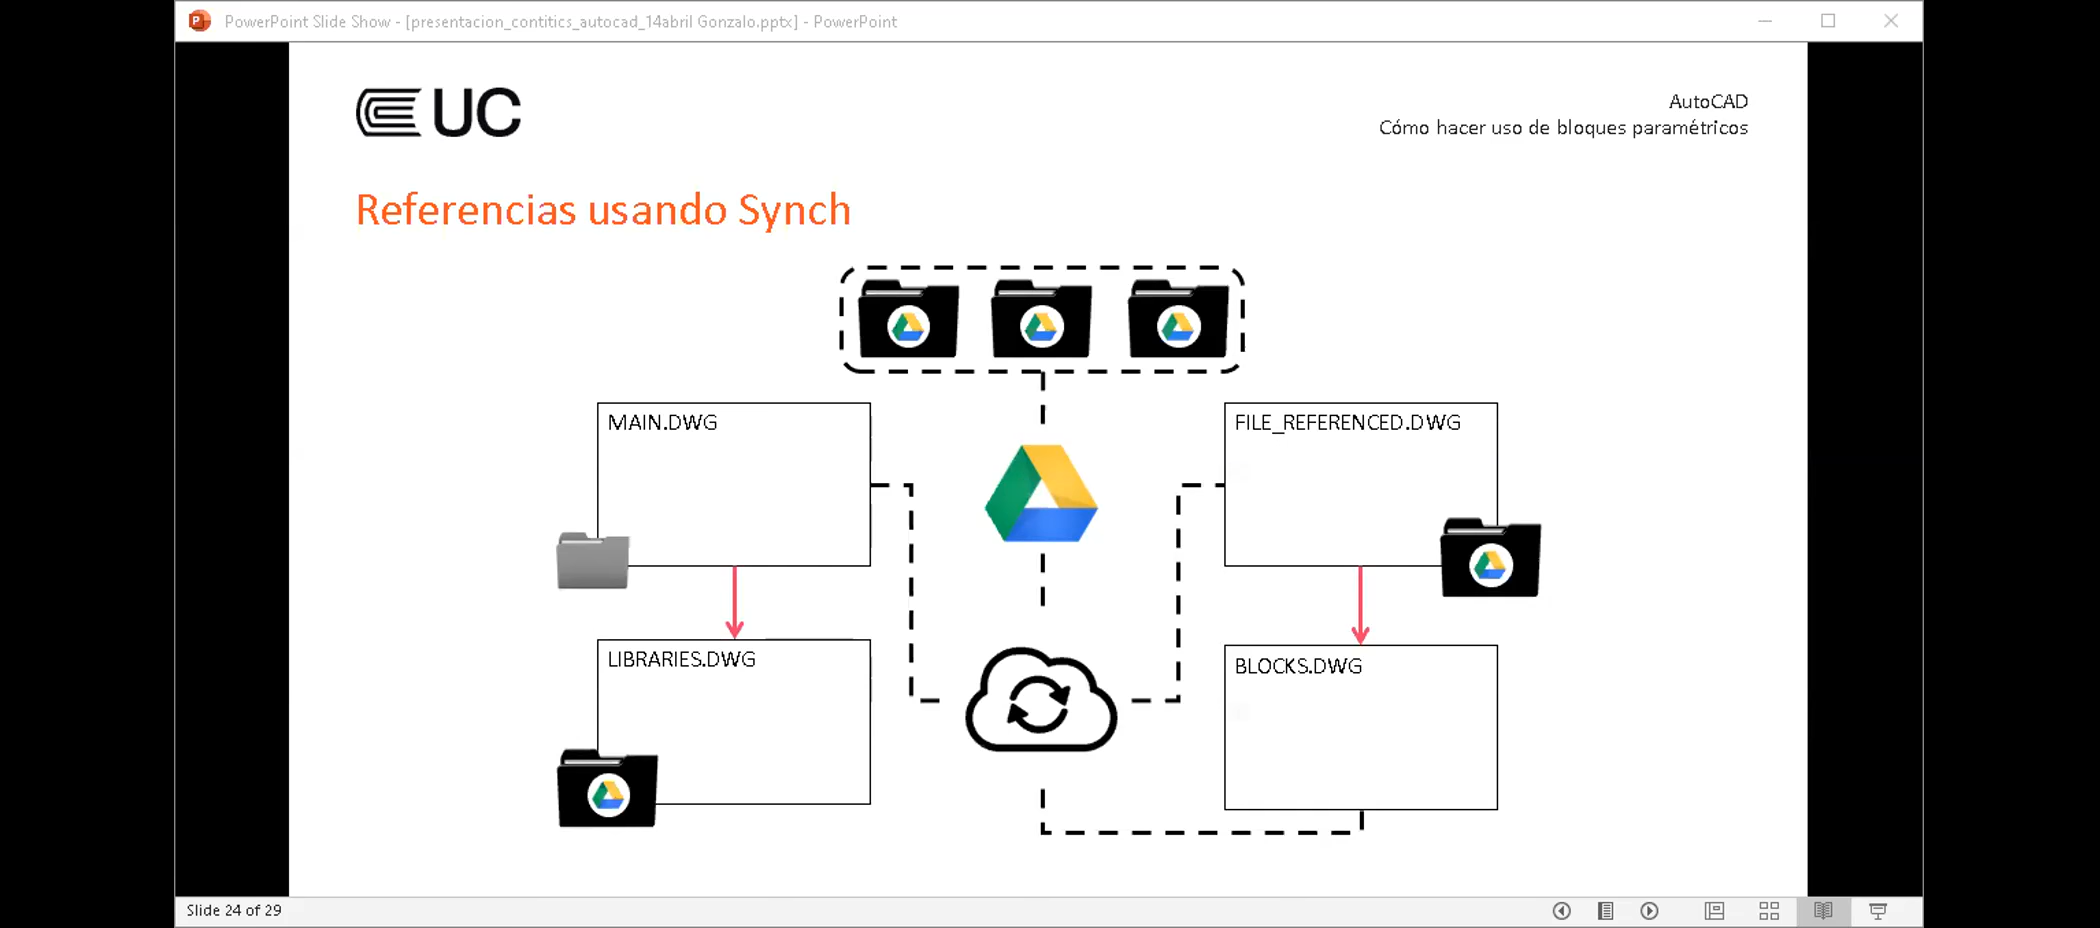 PowerPoint Slide Show - [presentacion_contitics_autocad_14abril Gonzalo.pptx] - PowerPoint
UC
AutoCAD
Cómo hacer uso de bloques paramétricos
Referencias usando Synch
MAIN.DWG
FILE_REFERENCED.DWG
LIBRARIES.DWG
BLOCKS.DWG
Slide 24 of 29